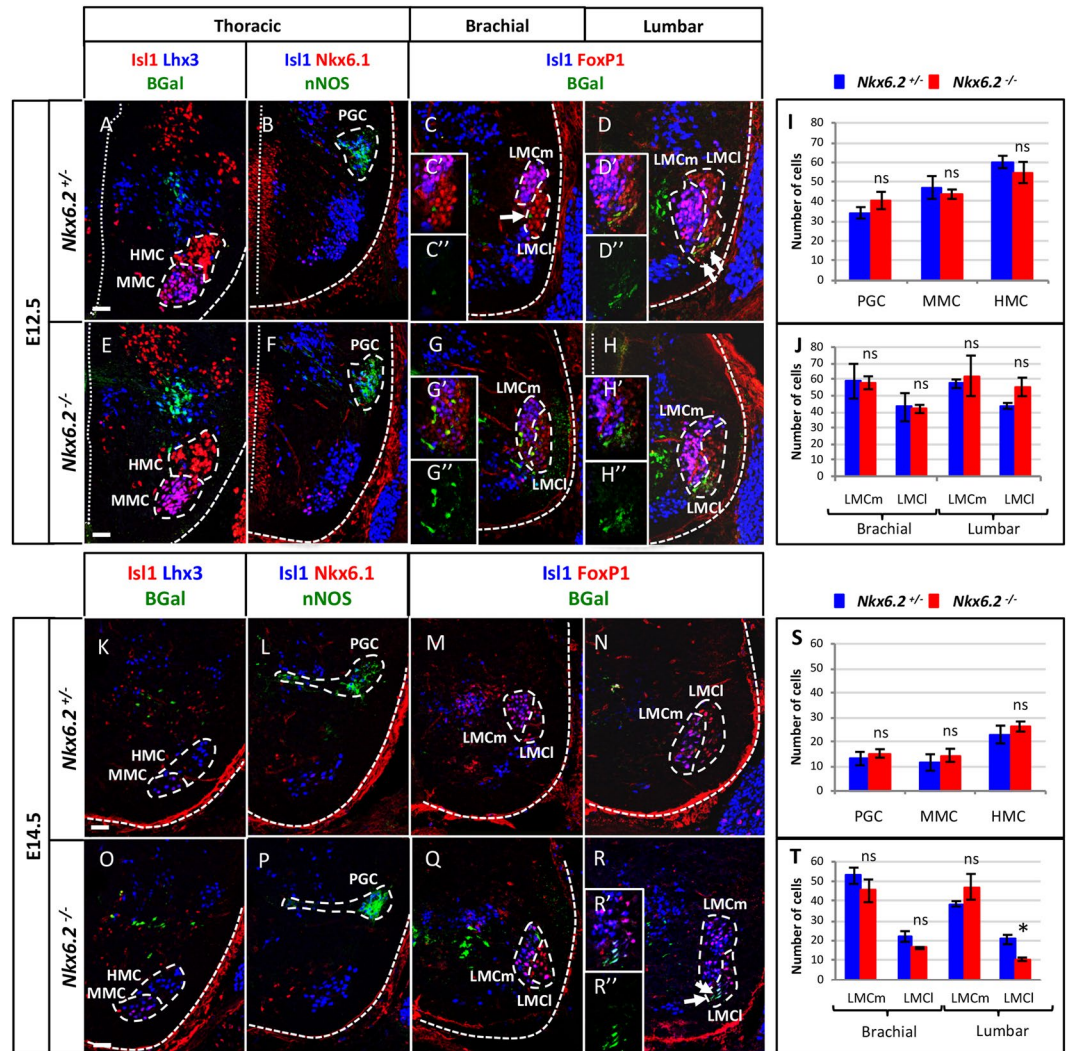 Thoracic Brachial Lumbar
Isl1 Lhx3 Isl1 Nkx6.1 Isl1 FoxP1
BGal nNOS BGal
Nkx6.2 +/- Nkx6.2 -/-
E12.5
Nkx6.2 +/-
A B C D
PGC
LMCm
LMCm LMCl
C' D'
HMC
LMCl
MMC
C'' D''
Nkx6.2 -/-
E F G H
PGC
LMCm
LMCm
G' H'
HMC
MMC
LMCl
LMCl
G'' H''
I
Number of cells
80
70
60
50
40
30
20
10
0
ns ns ns
PGC MMC HMC
J
Number of cells
80
70
60
50
40
30
20
10
0
ns ns ns ns
LMCm LMCl LMCm LMCl
Brachial Lumbar
Isl1 Lhx3 Isl1 Nkx6.1 Isl1 FoxP1
BGal nNOS BGal
Nkx6.2 +/- Nkx6.2 -/-
E14.5
Nkx6.2 +/-
K L M N
PGC
LMCl
LMCm
LMCm
LMCl
HMC
MMC
Nkx6.2 -/-
O P Q R
PGC
R'
LMCm
HMC
MMC
LMCm
LMCl
LMCl
R''
S
Number of cells
60
50
40
30
20
10
0
ns ns ns
PGC MMC HMC
T
Number of cells
60
50
40
30
20
10
0
ns ns ns *
LMCm LMCl LMCm LMCl
Brachial Lumbar